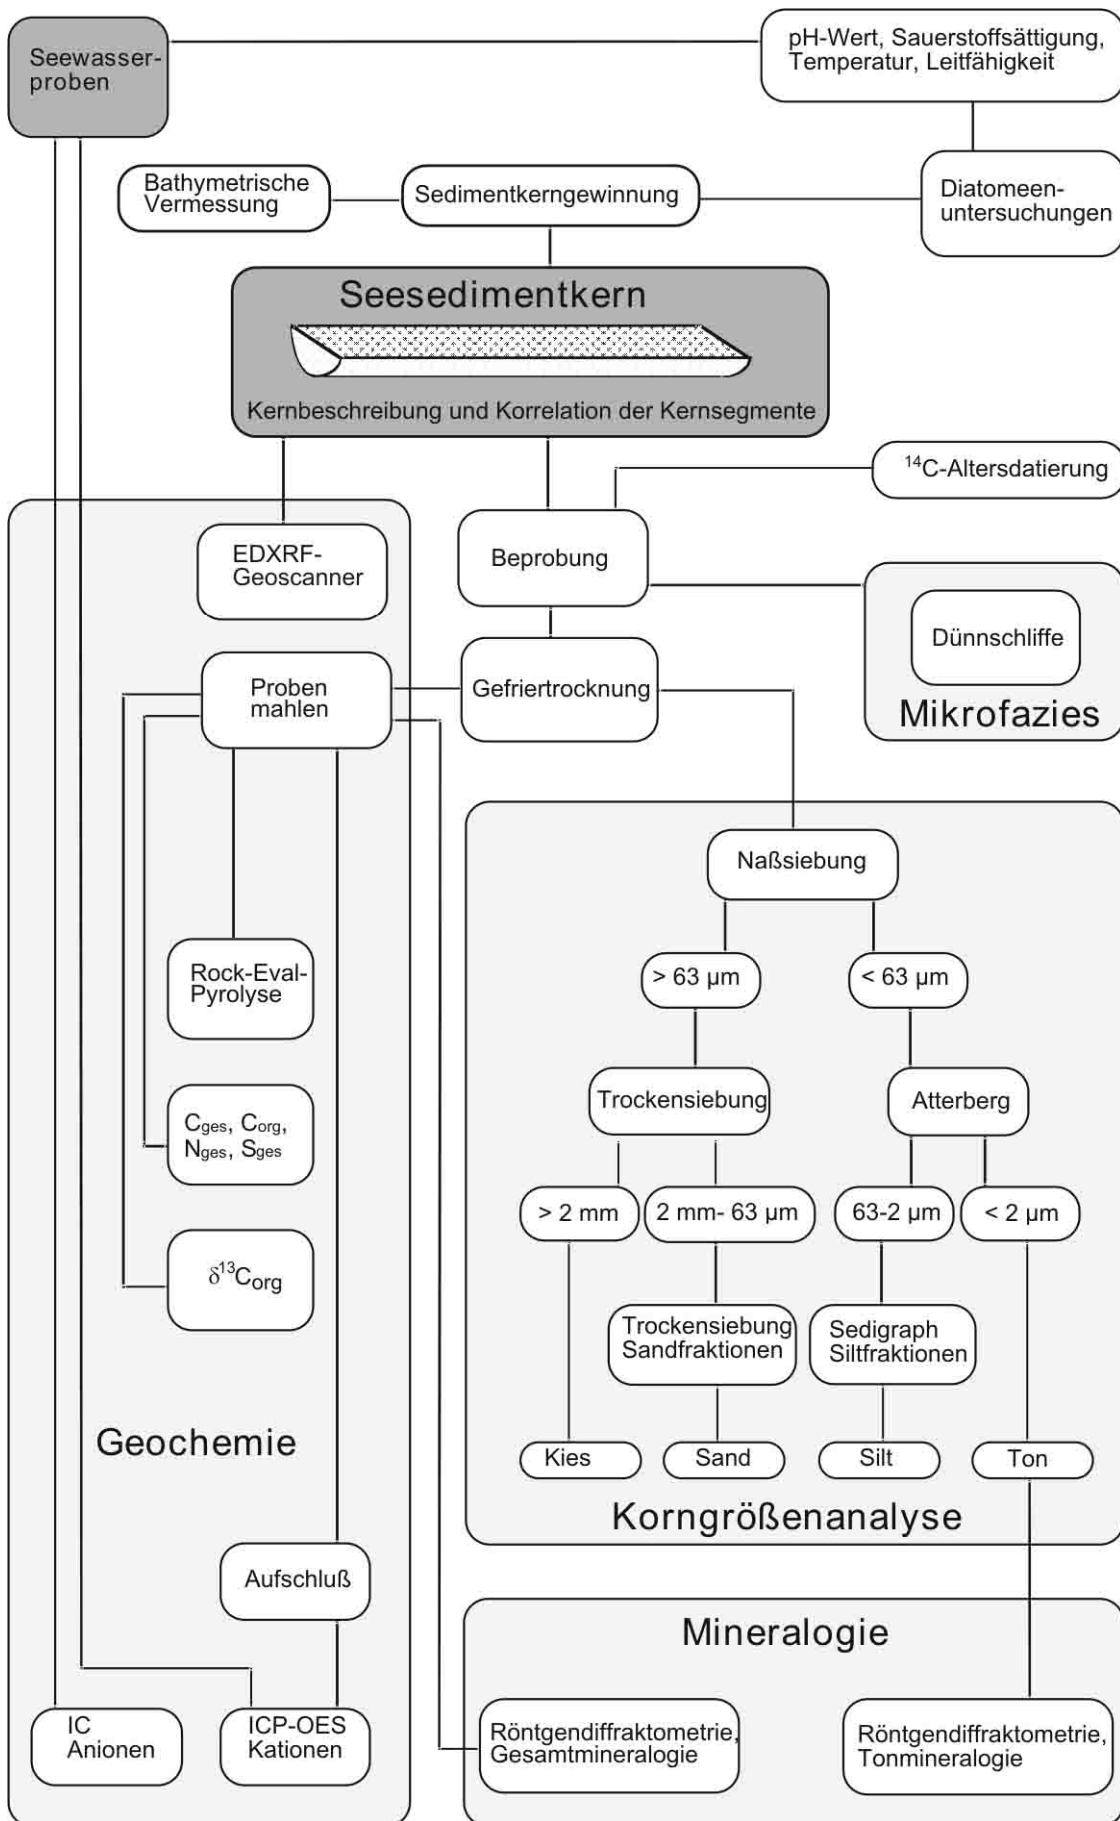 Seewasser-
proben
pH-Wert, Sauerstoffsättigung,
Temperatur, Leitfähigkeit
Bathymetrische
Vermessung
Sedimentkerngewinnung
Diatomeen-
untersuchungen
Seesedimentkern
Kernbeschreibung und Korrelation der Kernsegmente
¹⁴C-Altersdatierung
EDXRF-
Geoscanner
Beprobung
Dünnschliffe
Mikrofazies
Proben
mahlen
Gefriertrocknung
Naßsiebung
Rock-Eval-
Pyrolyse
> 63 µm
< 63 µm
Trockensiebung
Atterberg
Cges, Corg,
Nges, Sges
> 2 mm
2 mm- 63 µm
63-2 µm
< 2 µm
δ¹³Corg
Trockensiebung
Sandfraktionen
Sedigraph
Siltfraktionen
Geochemie
Kies
Sand
Silt
Ton
Korngrößenanalyse
Aufschluß
Mineralogie
IC
Anionen
ICP-OES
Kationen
Röntgendiffraktometrie,
Gesamtmineralogie
Röntgendiffraktometrie,
Tonmineralogie